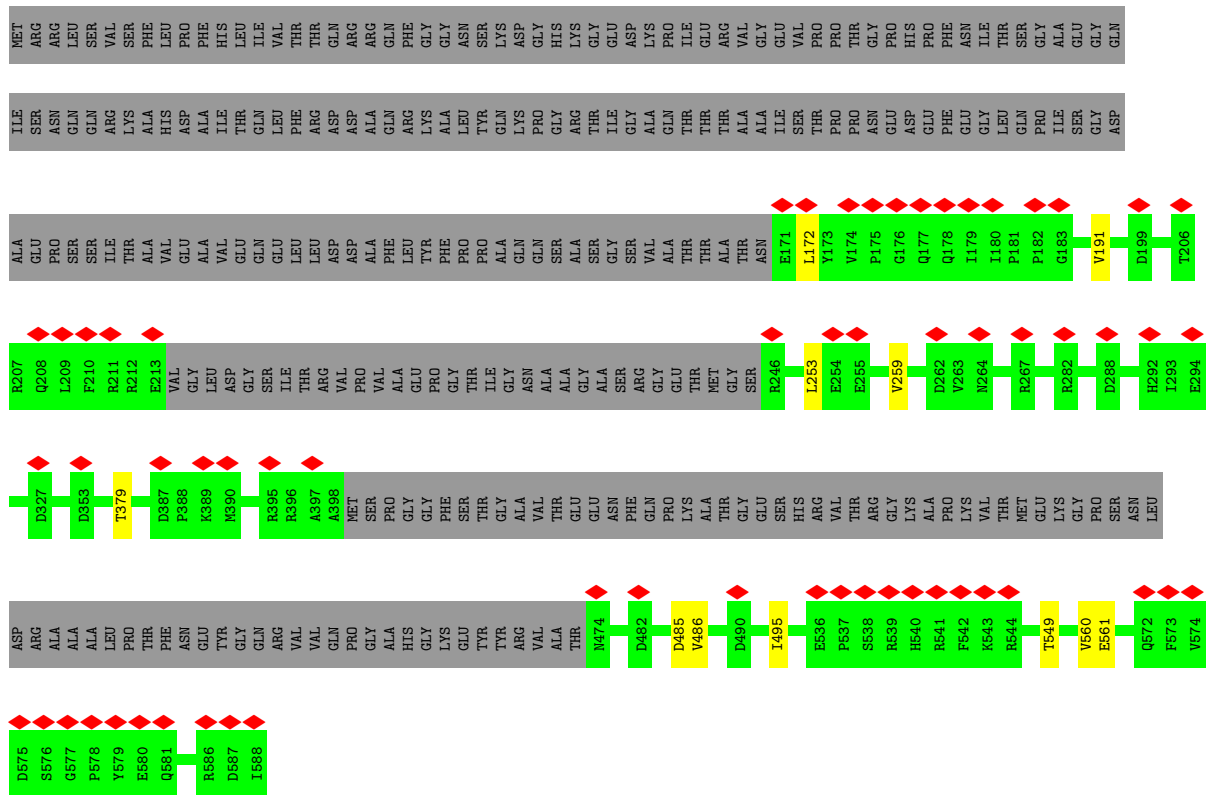 MET ARG ARG LEU SER VAL SER PHE LEU PRO PHE HIS LEU ILE VAL THR THR GLN ARG ARG GLN PHE GLY GLY ASN SER LYS ASP GLY HIS LYS GLY GLU ASP LYS PRO ILE GLU ARG VAL GLY GLU VAL PRO PRO THR GLY PRO HIS PRO PHE ASN ILE THR SER GLY ALA GLU GLY GLN
ILE SER ASN GLN GLN ARG LYS ALA HIS ASP ALA ILE THR GLN LEU PHE ARG ASP ASP ALA GLN ARG LYS ALA LEU TYR GLN LYS PRO GLY ARG THR ILE GLY ALA GLN THR THR THR ALA ALA ILE SER THR PRO PRO ASN GLU ASP GLU PHE GLU GLY LEU GLN PRO ILE SER GLY ASP
ALA GLU PRO SER SER ILE THR ALA VAL GLU ALA VAL GLU GLN GLU LEU LEU ASP ASP ALA PHE LEU TYR PHE PRO PRO ALA GLN GLN SER ALA SER GLY SER VAL ALA THR THR ALA THR ASN E171 L172 Y173 V174 P175 G176 Q177 Q178 I179 I180 P181 P182 G183 V191 D199 T206
R207 Q208 L209 F210 R211 R212 E213 VAL GLY LEU ASP GLY SER ILE THR ARG VAL PRO VAL ALA GLU PRO GLY THR ILE GLY ASN ALA ALA GLY ALA SER ARG GLY GLU THR MET GLY SER R246 L253 E254 E255 V259 D262 V263 N264 R267 R282 D288 H292 I293 E294
D327 D353 T379 D387 P388 K389 M390 R395 R396 A397 A398 MET SER PRO GLY GLY PHE SER THR GLY ALA VAL THR GLU GLU ASN PHE GLN PRO LYS ALA THR GLY GLU SER HIS ARG VAL THR ARG GLY LYS ALA PRO LYS VAL THR MET GLU LYS GLY PRO SER ASN LEU
ASP ARG ALA ALA ALA LEU PRO THR PHE ASN GLU TYR GLY GLN ARG VAL VAL GLN PRO GLY ALA HIS GLY LYS GLU TYR TYR ARG VAL ALA THR N474 D482 D485 V486 D490 I495 E536 P537 S538 R539 H540 R541 F542 K543 R544 T549 V560 E561 Q572 F573 V574
D575 S576 G577 P578 Y579 E580 Q581 R586 D587 I588